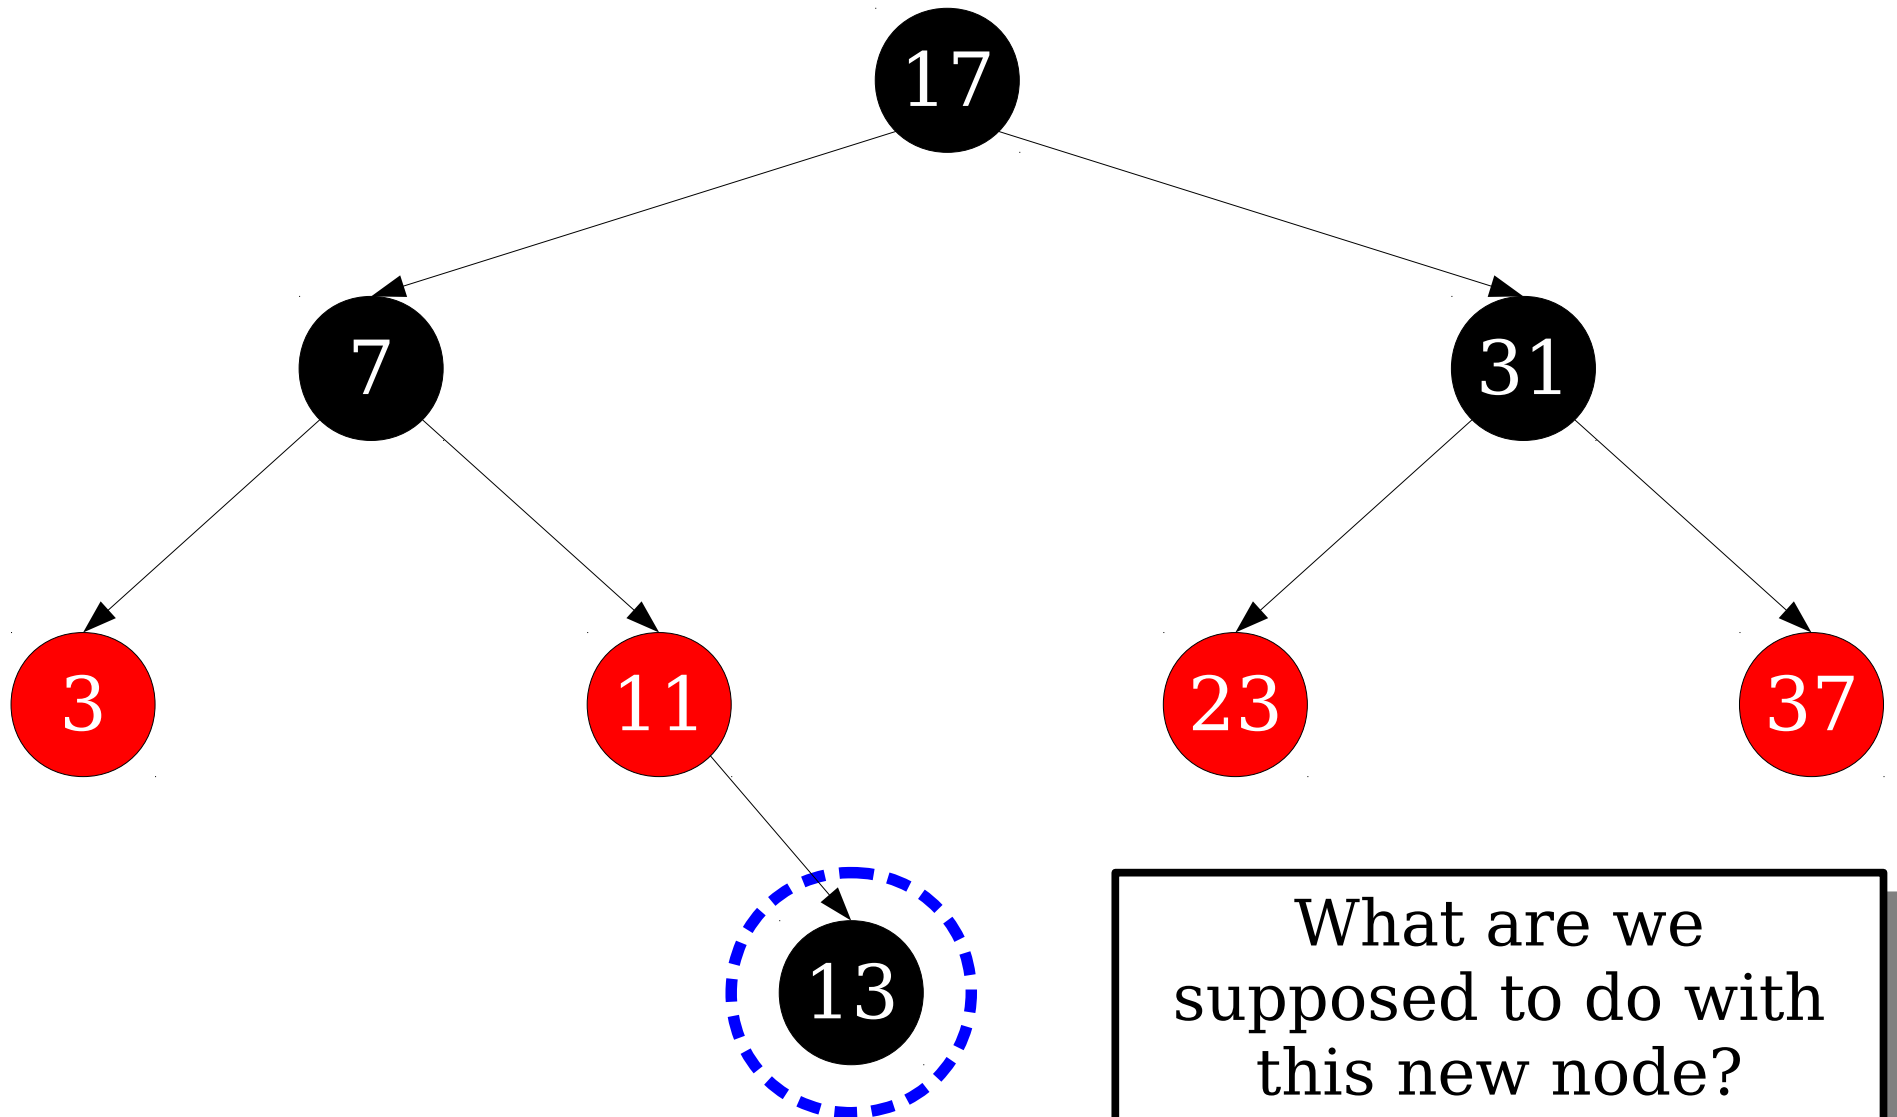 17
7
31
3
11
23
37
13
What are we
supposed to do with
this new node?